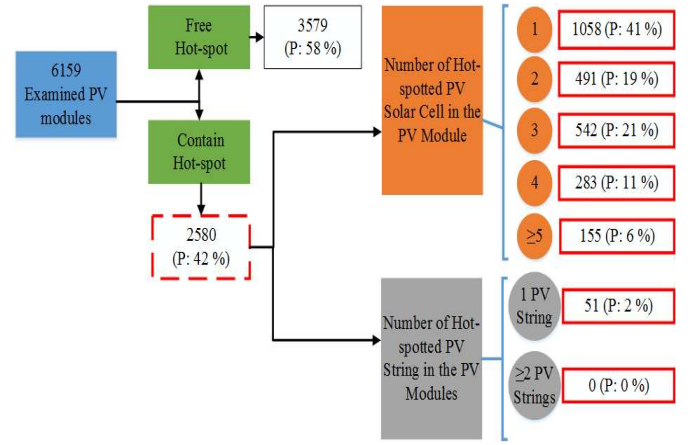 6159
Examined PV
modules
Free
Hot-spot
3579
(P: 58 %)
Contain
Hot-spot
2580
(P: 42 %)
Number of Hot-
spotted PV
Solar Cell in the
PV Module
1
1058 (P: 41 %)
2
491 (P: 19 %)
3
542 (P: 21 %)
4
283 (P: 11 %)
≥5
155 (P: 6 %)
Number of Hot-
spotted PV
String in the PV
Modules
1 PV
String
51 (P: 2 %)
≥2 PV
Strings
0 (P: 0 %)